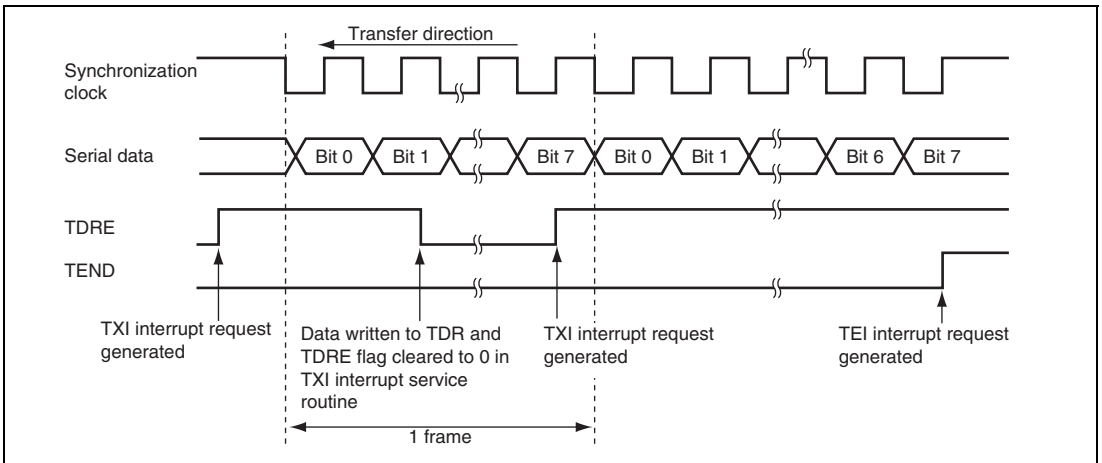 Transfer direction
Synchronization
clock
Serial data
Bit 0
Bit 1
Bit 7
Bit 0
Bit 1
Bit 6
Bit 7
TDRE
TEND
TXI interrupt request
generated
Data written to TDR and
TDRE flag cleared to 0 in
TXI interrupt service
routine
TXI interrupt request
generated
TEI interrupt request
generated
1 frame